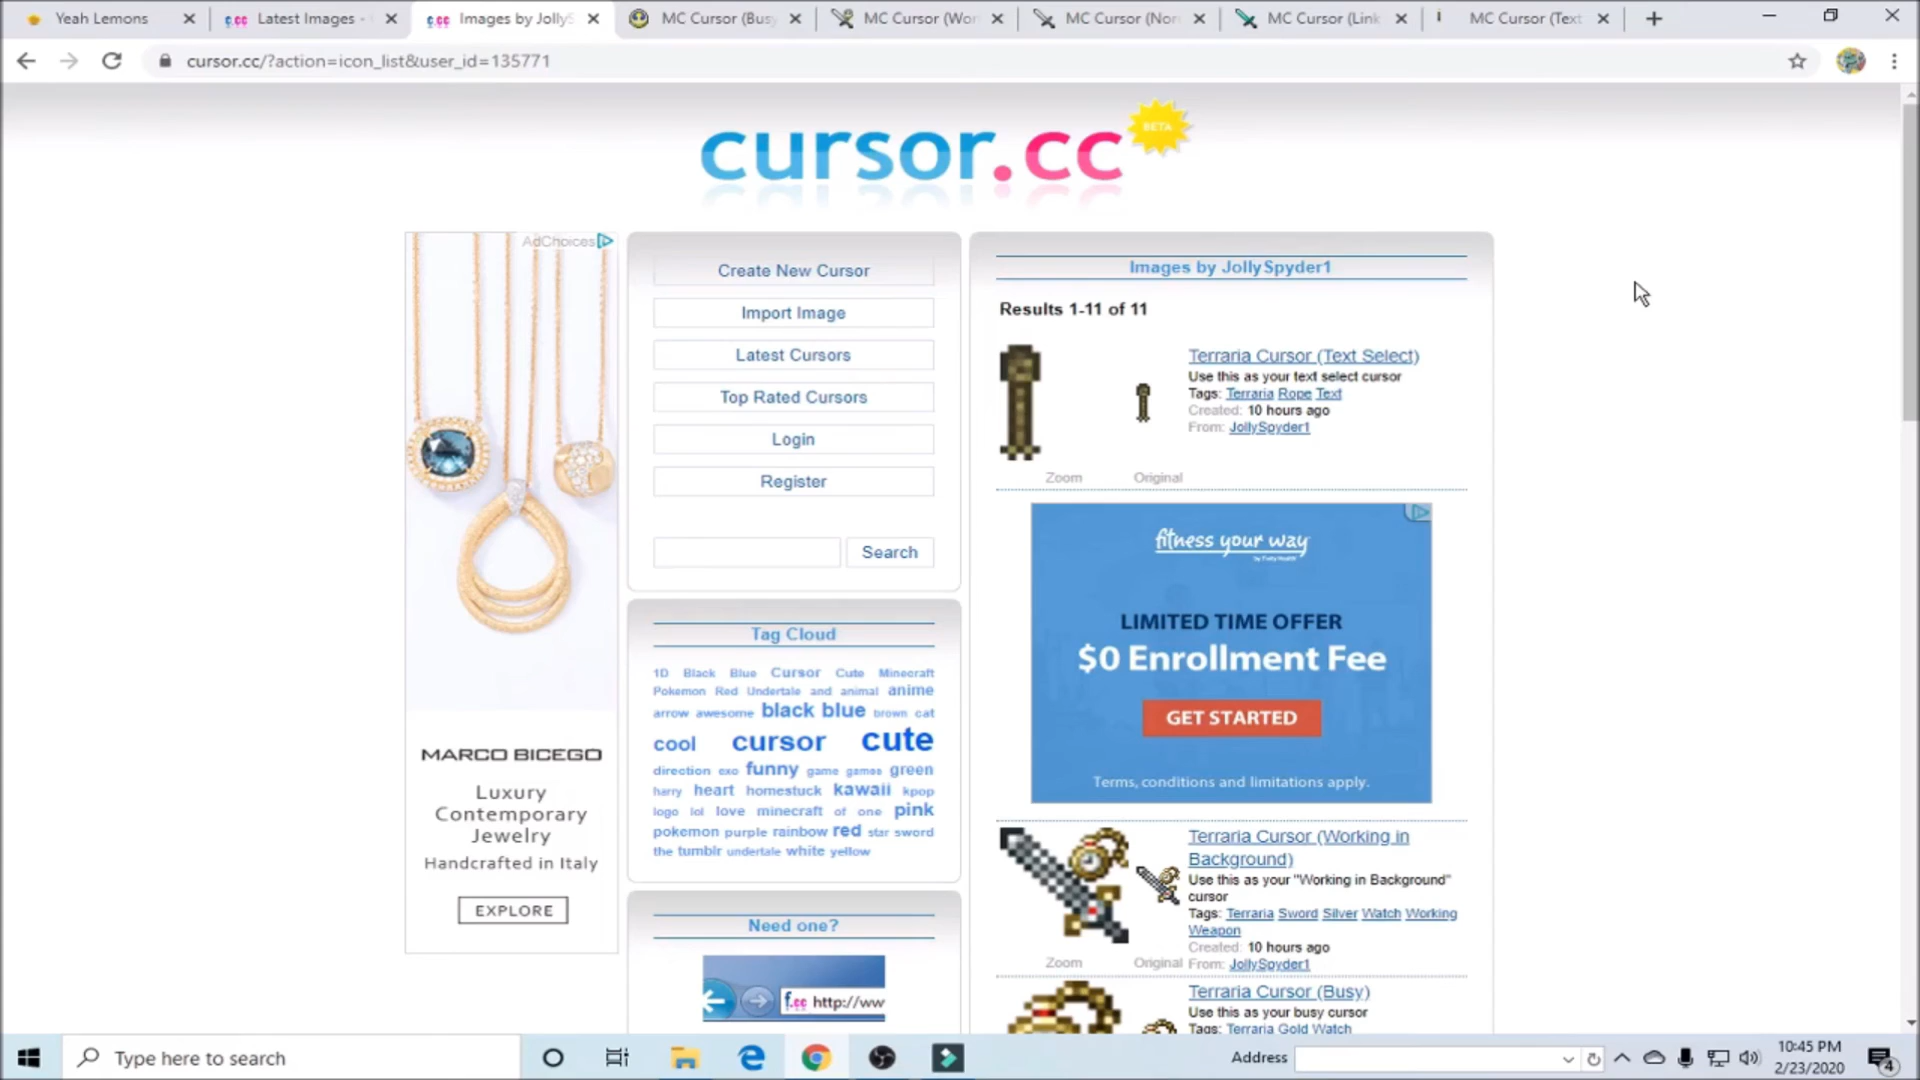 Yeah Lemons
Latest Images -
Images by JollyS
MC Cursor (Busy
MC Cursor (Wor
MC Cursor (Nor
MC Cursor (Link
MC Cursor (Text
cursor.cc/?action=icon_list&user_id=135771
cursor.cc
BETA
AdChoices
MARCO BICEGO
Luxury
Contemporary
Jewelry
Handcrafted in Italy
EXPLORE
Create New Cursor
Import Image
Latest Cursors
Top Rated Cursors
Login
Register
Search
Tag Cloud
1D Black Blue Cursor Cute Minecraft
Pokemon Red Undertale and animal anime
arrow awesome black blue brown cat
cool cursor cute
direction exo funny game games green
harry heart homestuck kawaii kpop
logo lol love minecraft of one pink
pokemon purple rainbow red star sword
the tumblr undertale white yellow
Need one?
f.cc http://ww
Images by JollySpyder1
Results 1-11 of 11
Terraria Cursor (Text Select)
Use this as your text select cursor
Tags: Terraria Rope Text
Created: 10 hours ago
From: JollySpyder1
Zoom Original
fitness your way
LIMITED TIME OFFER
$0 Enrollment Fee
GET STARTED
Terms, conditions and limitations apply.
Terraria Cursor (Working in
Background)
Use this as your "Working in Background"
cursor
Tags: Terraria Sword Silver Watch Working
Weapon
Created: 10 hours ago
Zoom Original From: JollySpyder1
Terraria Cursor (Busy)
Use this as your busy cursor
Tags: Terraria Gold Watch
Type here to search
Address
10:45 PM
2/23/2020
4